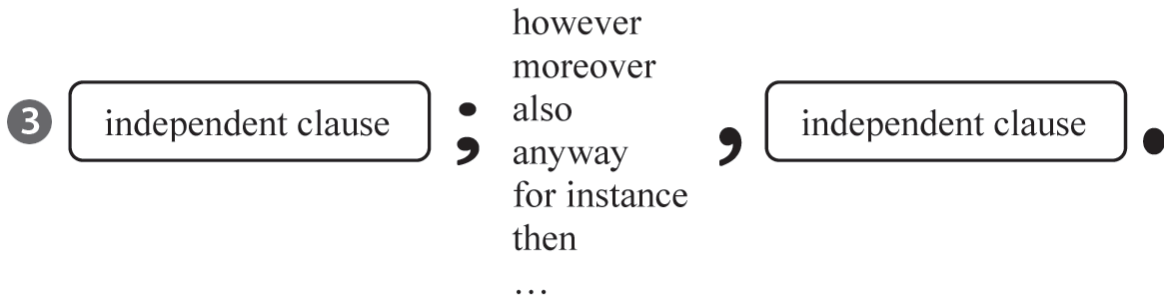 however
moreover
3 independent clause ; also , independent clause .
anyway
for instance
then
…